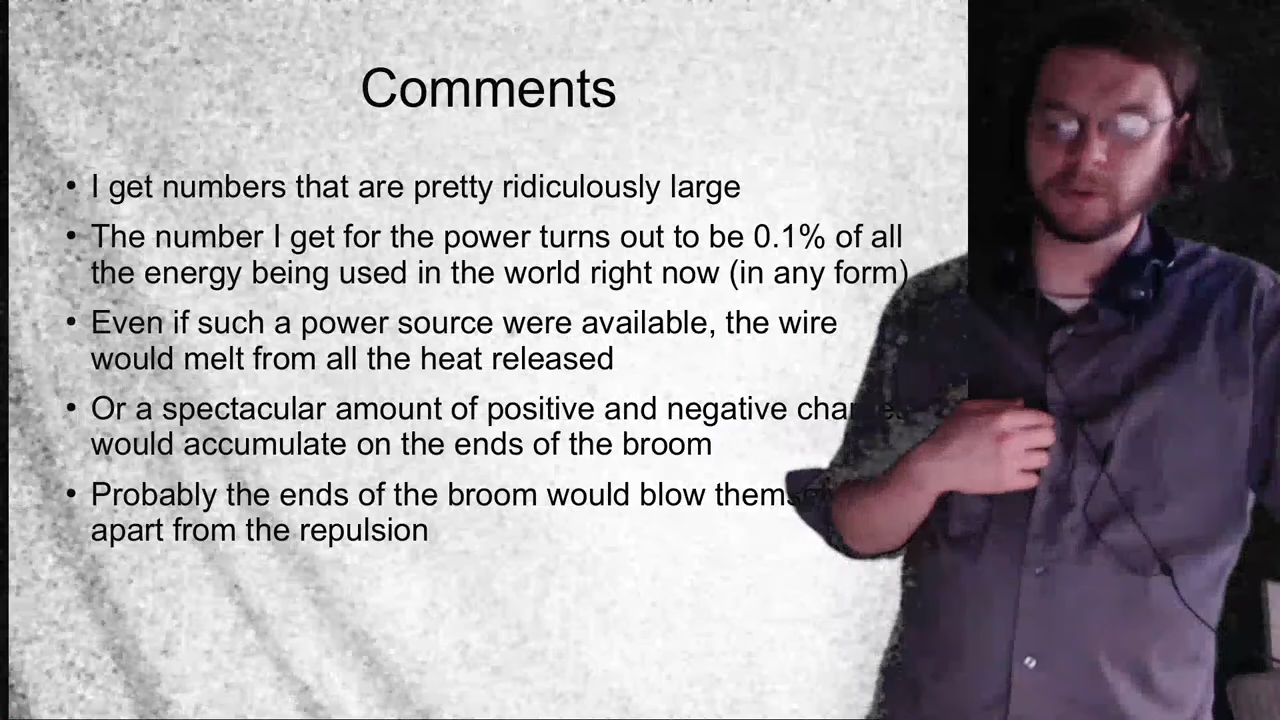 Comments
• I get numbers that are pretty ridiculously large
• The number I get for the power turns out to be 0.1% of all
the energy being used in the world right now (in any form)
• Even if such a power source were available, the wire
would melt from all the heat released
• Or a spectacular amount of positive and negative
would accumulate on the ends of the broom
• Probably the ends of the broom would blow
apart from the repulsion